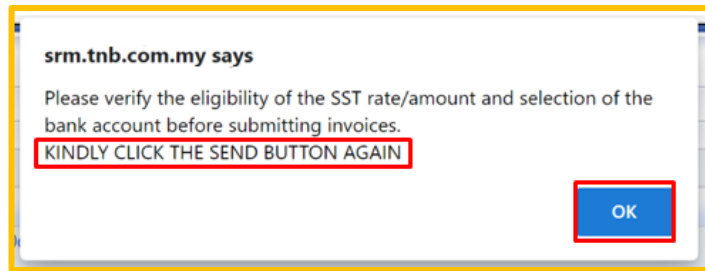 srm.tnb.com.my says
Please verify the eligibility of the SST rate/amount and selection of the
bank account before submitting invoices.
KINDLY CLICK THE SEND BUTTON AGAIN
OK